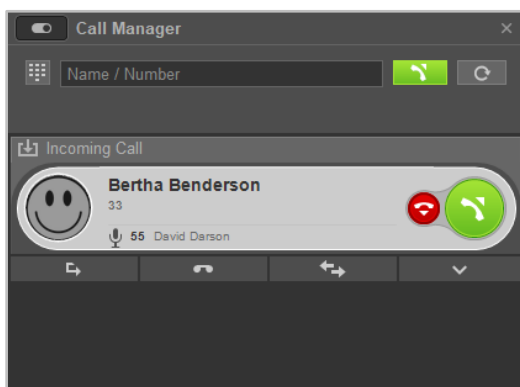 Call Manager
Name / Number
Incoming Call
Bertha Benderson
33
55 David Darson